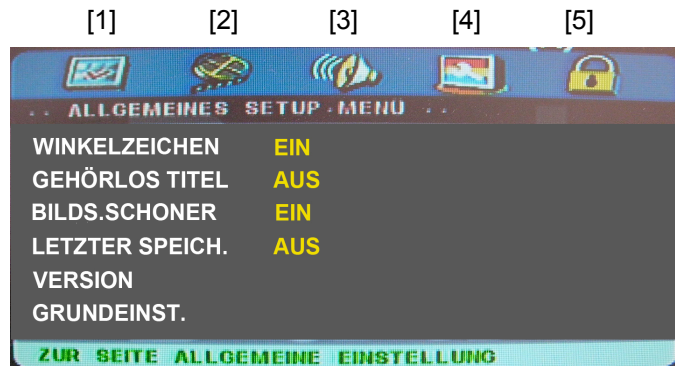 [1] [2] [3] [4] [5]
.. ALLGEMEINES SETUP-MENU ..
WINKELZEICHEN EIN
GEHÖRLOS TITEL AUS
BILDS.SCHONER EIN
LETZTER SPEICH. AUS
VERSION
GRUNDEINST.
ZUR SEITE ALLGEMEINE EINSTELLUNG